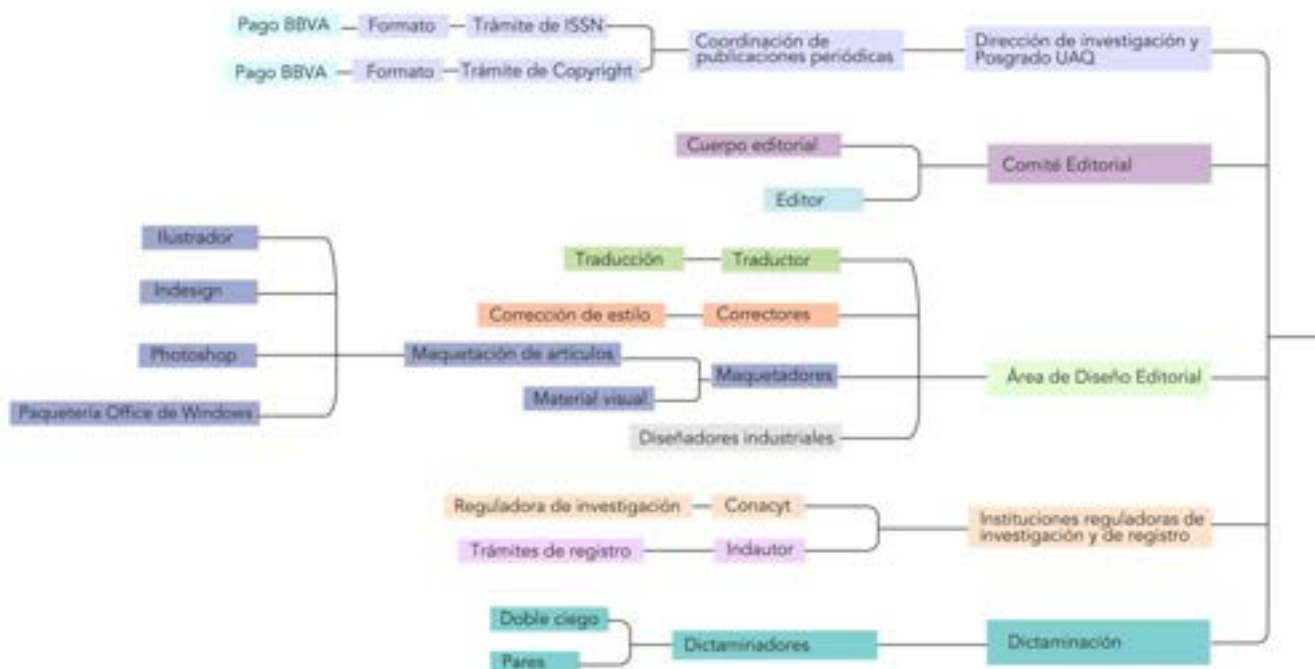 Pago BBVA
Formato
Trámite de ISSN
Coordinación de
publicaciones periódicas
Dirección de investigación y
Posgrado UAQ
Pago BBVA
Formato
Trámite de Copyright
Cuerpo editorial
Comité Editorial
Editor
Ilustrador
Indesign
Photoshop
Paquetería Office de Windows
Traducción
Traductor
Corrección de estilo
Correctores
Maquetación de artículos
Maquetadores
Material visual
Diseñadores industriales
Área de Diseño Editorial
Reguladora de investigación
Conacyt
Trámites de registro
Indautor
Instituciones reguladoras de
investigación y de registro
Doble ciego
Pares
Dictaminadores
Dictaminación